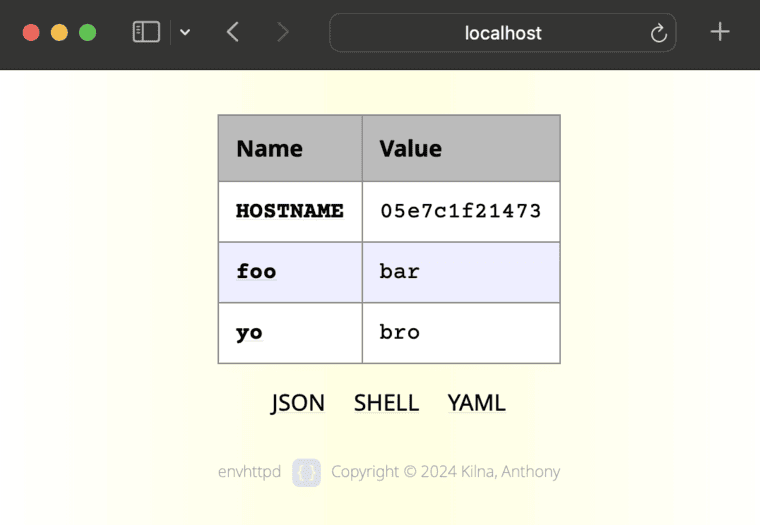 localhost
Name Value
HOSTNAME 05e7c1f21473
foo bar
yo bro
JSON SHELL YAML
envhttpd { } Copyright © 2024 Kilna, Anthony